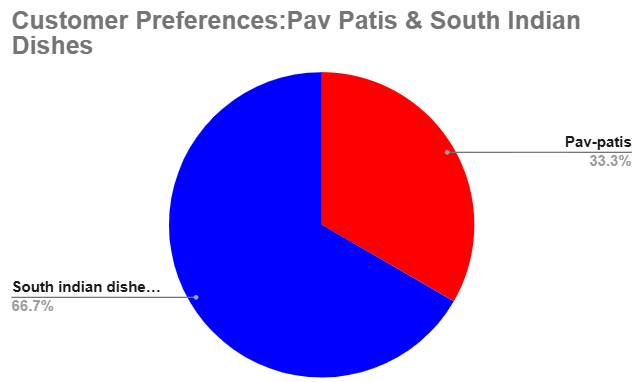 Customer Preferences:Pav Patis & South Indian
Dishes
Pav-patis
33.3%
South indian dishe…
66.7%